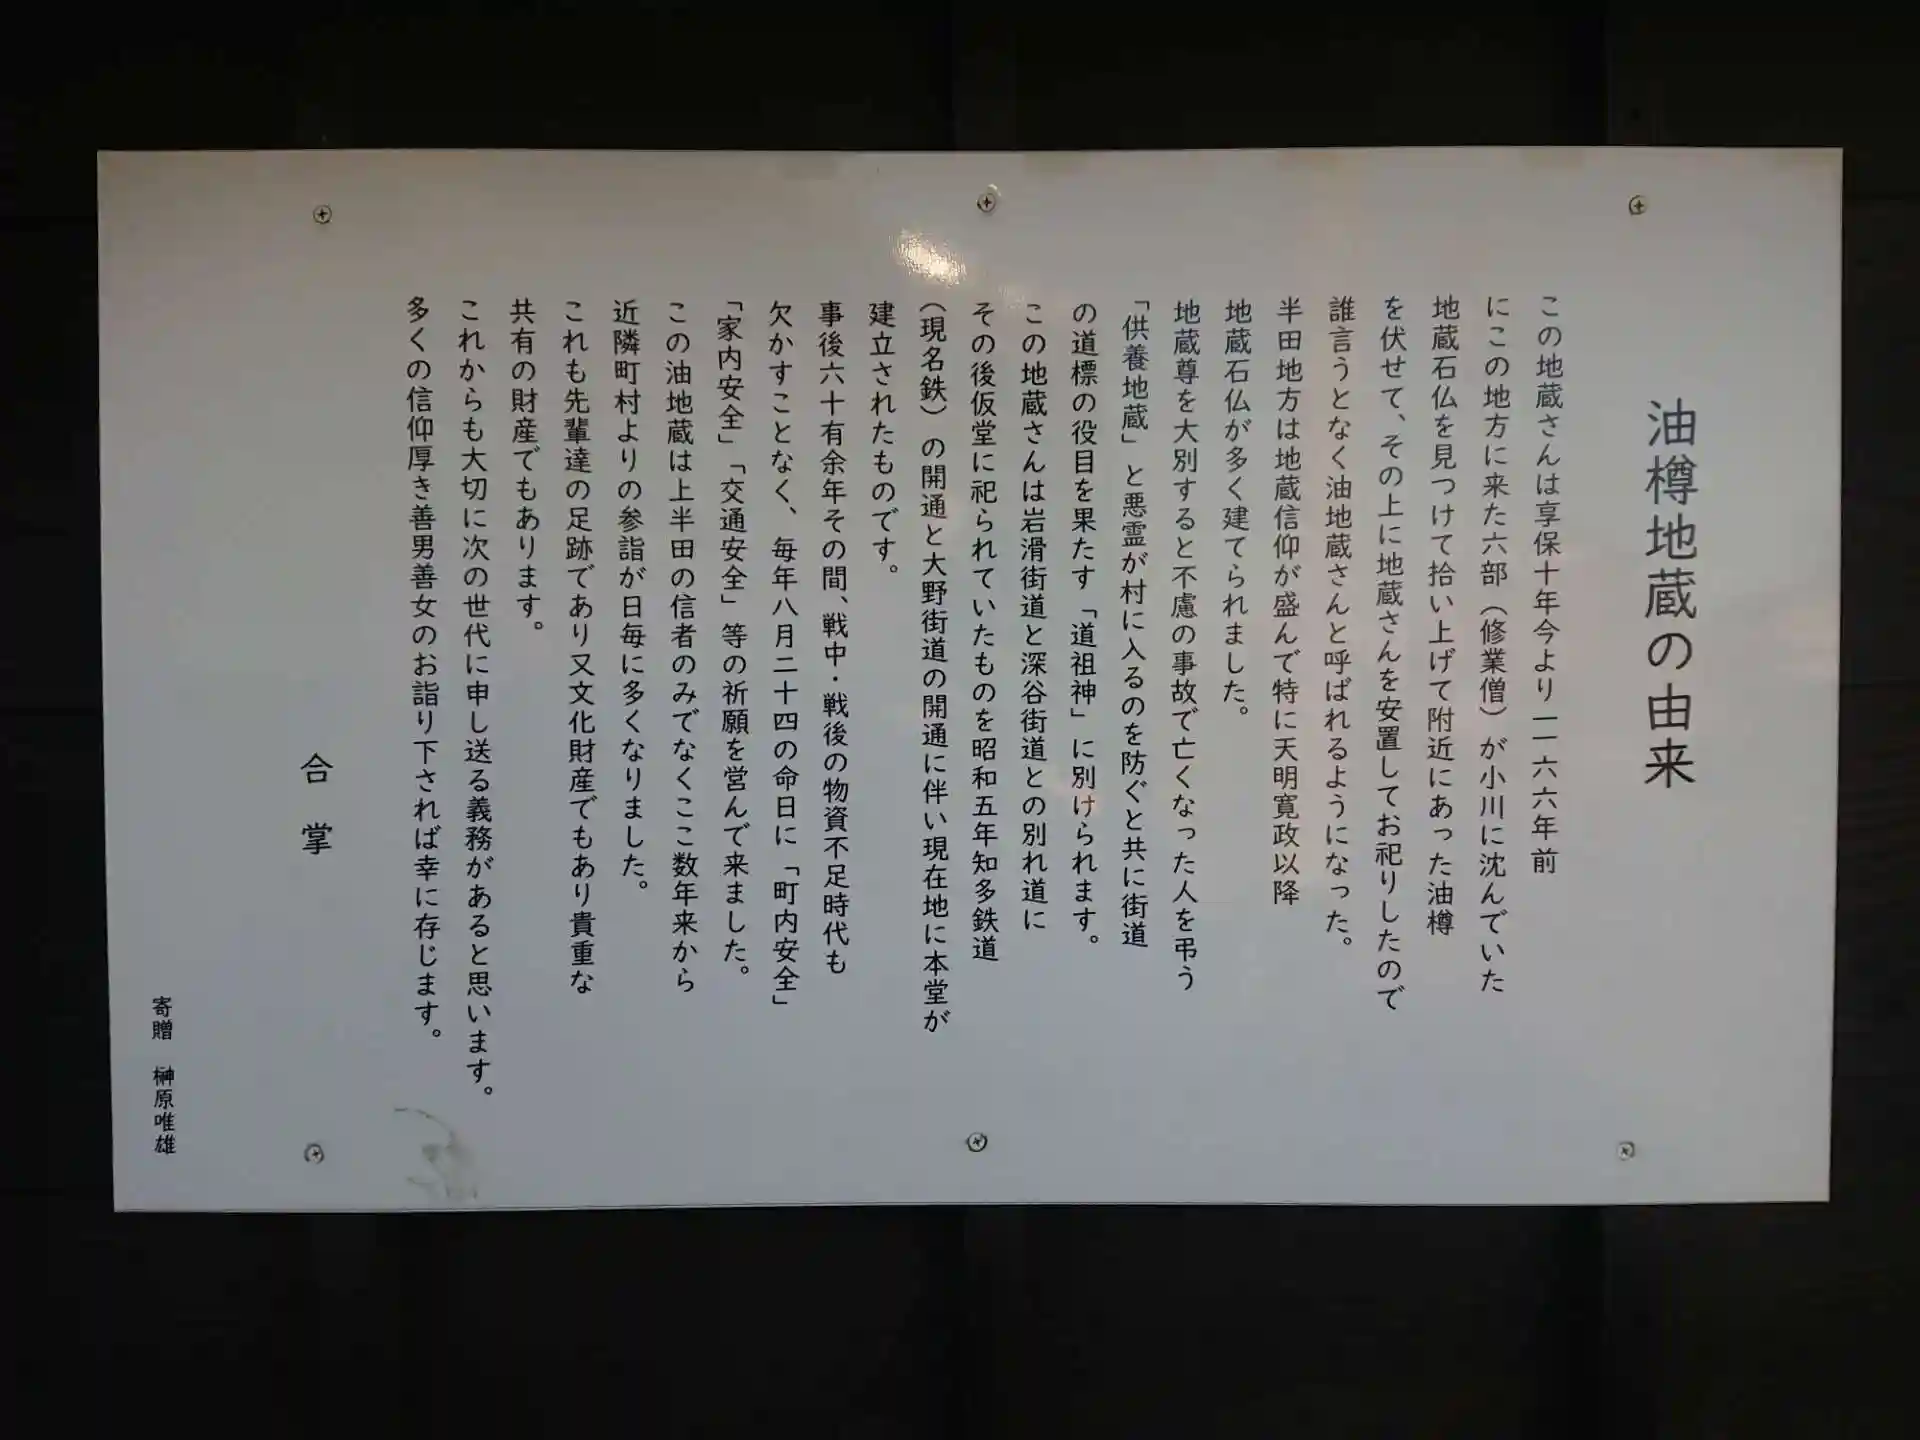 油樽地蔵の由来
この地蔵さんは享保十年今より二六六年前
にこの地方に来た六部（修業僧）が小川に沈んでいた
地蔵石仏を見つけて拾い上げて附近にあった油樽
を伏せて、その上に地蔵さんを安置してお祀りしたので
誰言うとなく油地蔵さんと呼ばれるようになった。
半田地方は地蔵信仰が盛んで特に天明寛政以降
地蔵石仏が多く建てられました。
地蔵尊を大別すると不慮の事故で亡くなった人を弔う
「供養地蔵」と悪霊が村に入るのを防ぐと共に街道
の道標の役目を果たす「道祖神」に別けられます。
この地蔵さんは岩滑街道と深谷街道との別れ道に
その後仮堂に祀られていたものを昭和五年知多鉄道
（現名鉄）の開通と大野街道の開通に伴い現在地に本堂が
建立されたものです。
事後六十有余年その間、戦中・戦後の物資不足時代も
欠かすことなく、毎年八月二十四の命日に「町内安全」
「家内安全」「交通安全」等の祈願を営んで来ました。
この油地蔵は上半田の信者のみでなくここ数年来から
近隣町村よりの参詣が日毎に多くなりました。
これも先輩達の足跡であり又文化財産でもあり貴重な
共有の財産でもあります。
これからも大切に次の世代に申し送る義務があると思います。
多くの信仰厚き善男善女のお詣り下されば幸に存じます。
合掌
寄贈　榊原唯雄